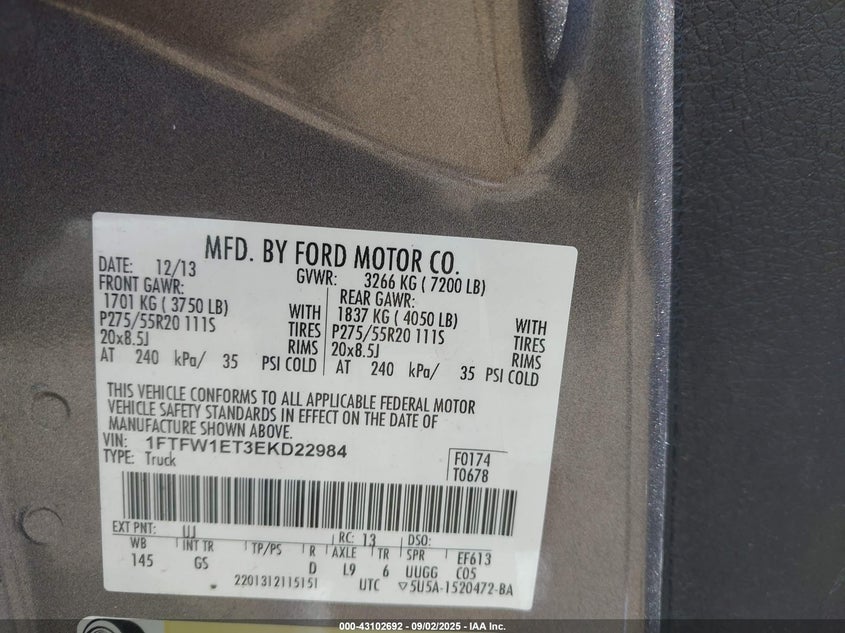 MFD. BY FORD MOTOR CO.
DATE: 12/13 GVWR: 3266 KG ( 7200 LB)
FRONT GAWR: REAR GAWR:
1701 KG ( 3750 LB) WITH 1837 KG ( 4050 LB) WITH
P275/55R20 111S TIRES P275/55R20 111S TIRES
20x8.5J RIMS 20x8.5J RIMS
AT 240 kPa/ 35 PSI COLD AT 240 kPa/ 35 PSI COLD
THIS VEHICLE CONFORMS TO ALL APPLICABLE FEDERAL MOTOR
VEHICLE SAFETY STANDARDS IN EFFECT ON THE DATE OF
MANUFACTURE SHOWN ABOVE.
VIN: 1FTFW1ET3EKD22984
TYPE: Truck
F0174
T0678
EXT PNT: UJ RC: 13 DSO:
WB INT TR TP/PS R AXLE TR SPR EF613
145 GS D L9 6 UUGG C05
2201312115151 UTC ▽5U5A-1520472-BA
000-43102692 - 09/02/2025 - IAA Inc.